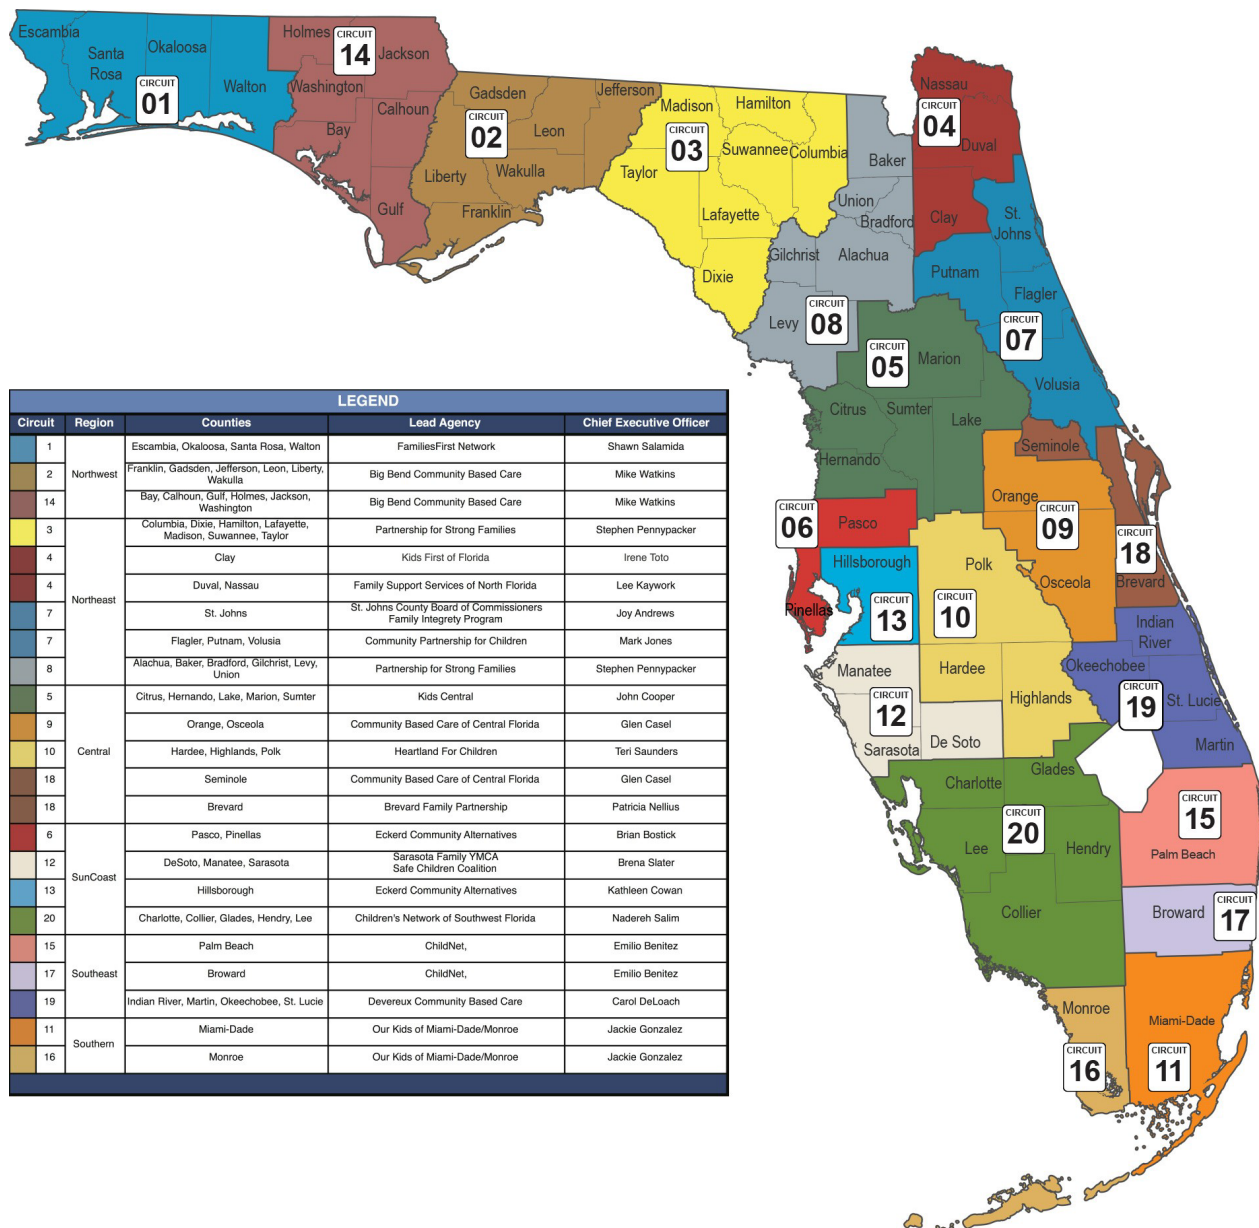 Escambia
Santa
Rosa
Okaloosa
Walton
CIRCUIT
01
Holmes
CIRCUIT
14
Jackson
Washington
Calhoun
Bay
Gulf
Gadsden
Jefferson
CIRCUIT
02
Leon
Liberty
Wakulla
Franklin
Madison
Hamilton
CIRCUIT
03
Suwannee
Columbia
Taylor
Lafayette
Dixie
Nassau
CIRCUIT
04
Duval
Clay
Baker
Union
Bradford
Gilchrist
Alachua
Levy
CIRCUIT
08
St.
Johns
Putnam
Flagler
CIRCUIT
07
Volusia
CIRCUIT
05
Marion
Citrus
Sumter
Lake
Hernando
Seminole
Orange
CIRCUIT
09
Osceola
CIRCUIT
18
Brevard
CIRCUIT
06
Pasco
Pinellas
Hillsborough
CIRCUIT
13
Polk
CIRCUIT
10
Hardee
Highlands
Manatee
CIRCUIT
12
Sarasota
De Soto
Indian
River
Okeechobee
CIRCUIT
19
St. Lucie
Martin
Charlotte
Glades
CIRCUIT
20
Lee
Hendry
Collier
CIRCUIT
15
Palm Beach
Broward
CIRCUIT
17
Monroe
CIRCUIT
16
Miami-Dade
CIRCUIT
11
LEGEND
Circuit Region Counties Lead Agency Chief Executive Officer
Northwest
1 Escambia, Okaloosa, Santa Rosa, Walton FamiliesFirst Network Shawn Salamida
2 Franklin, Gadsden, Jefferson, Leon, Liberty,
Wakulla Big Bend Community Based Care Mike Watkins
14 Bay, Calhoun, Gulf, Holmes, Jackson,
Washington Big Bend Community Based Care Mike Watkins
Northeast
3 Columbia, Dixie, Hamilton, Lafayette,
Madison, Suwannee, Taylor Partnership for Strong Families Stephen Pennypacker
4 Clay Kids First of Florida Irene Toto
4 Duval, Nassau Family Support Services of North Florida Lee Kaywork
7 St. Johns St. Johns County Board of Commissioners
Family Integrety Program Joy Andrews
7 Flagler, Putnam, Volusia Community Partnership for Children Mark Jones
8 Alachua, Baker, Bradford, Gilchrist, Levy,
Union Partnership for Strong Families Stephen Pennypacker
Central
5 Citrus, Hernando, Lake, Marion, Sumter Kids Central John Cooper
9 Orange, Osceola Community Based Care of Central Florida Glen Casel
10 Hardee, Highlands, Polk Heartland For Children Teri Saunders
18 Seminole Community Based Care of Central Florida Glen Casel
18 Brevard Brevard Family Partnership Patricia Nellius
SunCoast
6 Pasco, Pinellas Eckerd Community Alternatives Brian Bostick
12 DeSoto, Manatee, Sarasota Sarasota Family YMCA
Safe Children Coalition Brena Slater
13 Hillsborough Eckerd Community Alternatives Kathleen Cowan
20 Charlotte, Collier, Glades, Hendry, Lee Children's Network of Southwest Florida Nadereh Salim
Southeast
15 Palm Beach ChildNet, Emilio Benitez
17 Broward ChildNet, Emilio Benitez
19 Indian River, Martin, Okeechobee, St. Lucie Devereux Community Based Care Carol DeLoach
Southern
11 Miami-Dade Our Kids of Miami-Dade/Monroe Jackie Gonzalez
16 Monroe Our Kids of Miami-Dade/Monroe Jackie Gonzalez